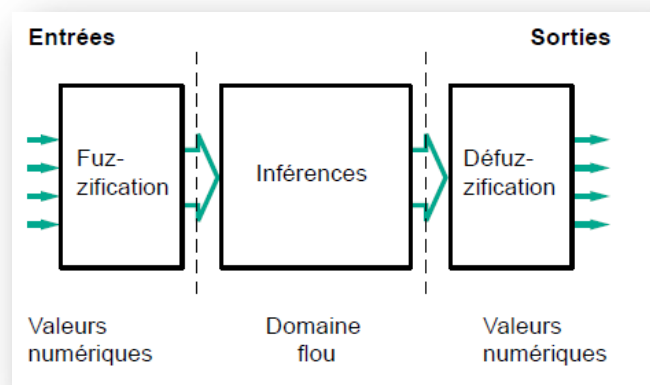 Entrées
Sorties
Fuz-
zification
Inférences
Défuz-
zification
Valeurs
numériques
Domaine
flou
Valeurs
numériques